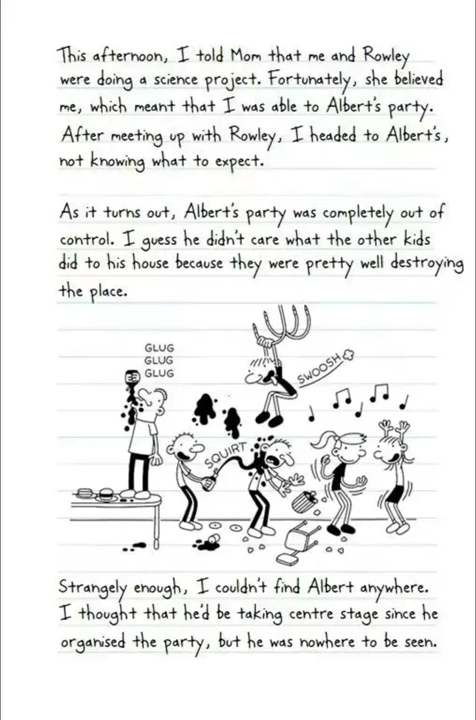 This afternoon, I told Mom that me and Rowley
were doing a science project. Fortunately, she believed
me, which meant that I was able to Albert's party.
After meeting up with Rowley, I headed to Albert's,
not knowing what to expect.
As it turns out, Albert's party was completely out of
control. I guess he didn't care what the other kids
did to his house because they were pretty well destroying
the place.
GLUG
GLUG
GLUG
SWOOSH
SQUIRT
Strangely enough, I couldn't find Albert anywhere.
I thought that he'd be taking centre stage since he
organised the party, but he was nowhere to be seen.